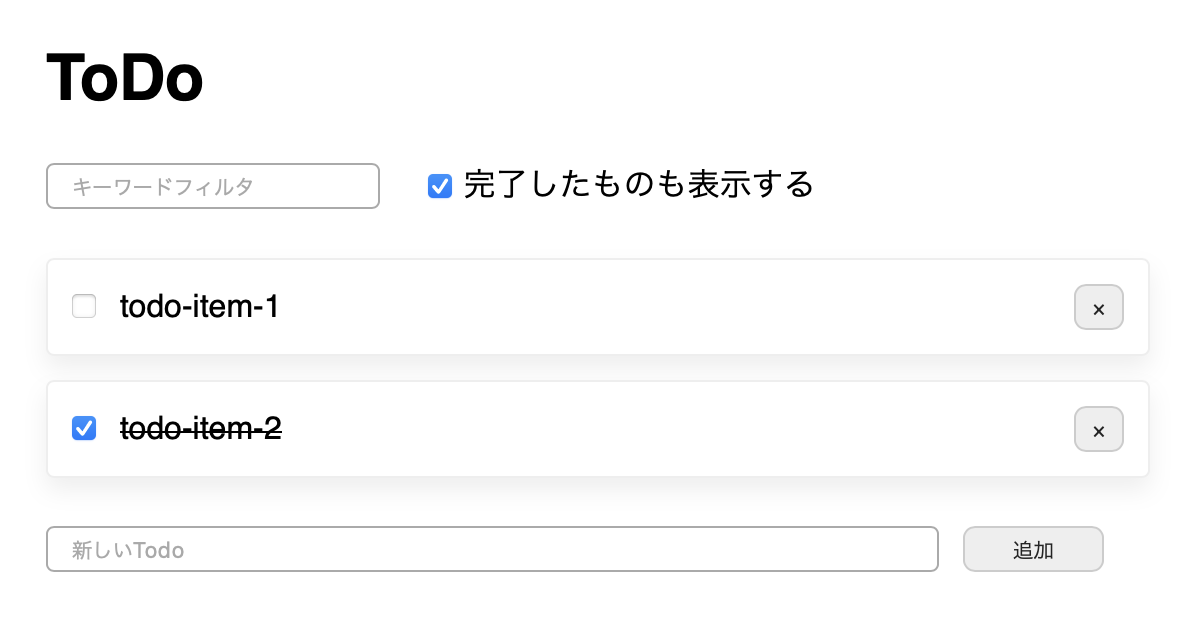 ToDo
キーワードフィルタ
完了したものも表示する
todo-item-1
×
todo-item-2
×
新しいTodo
追加